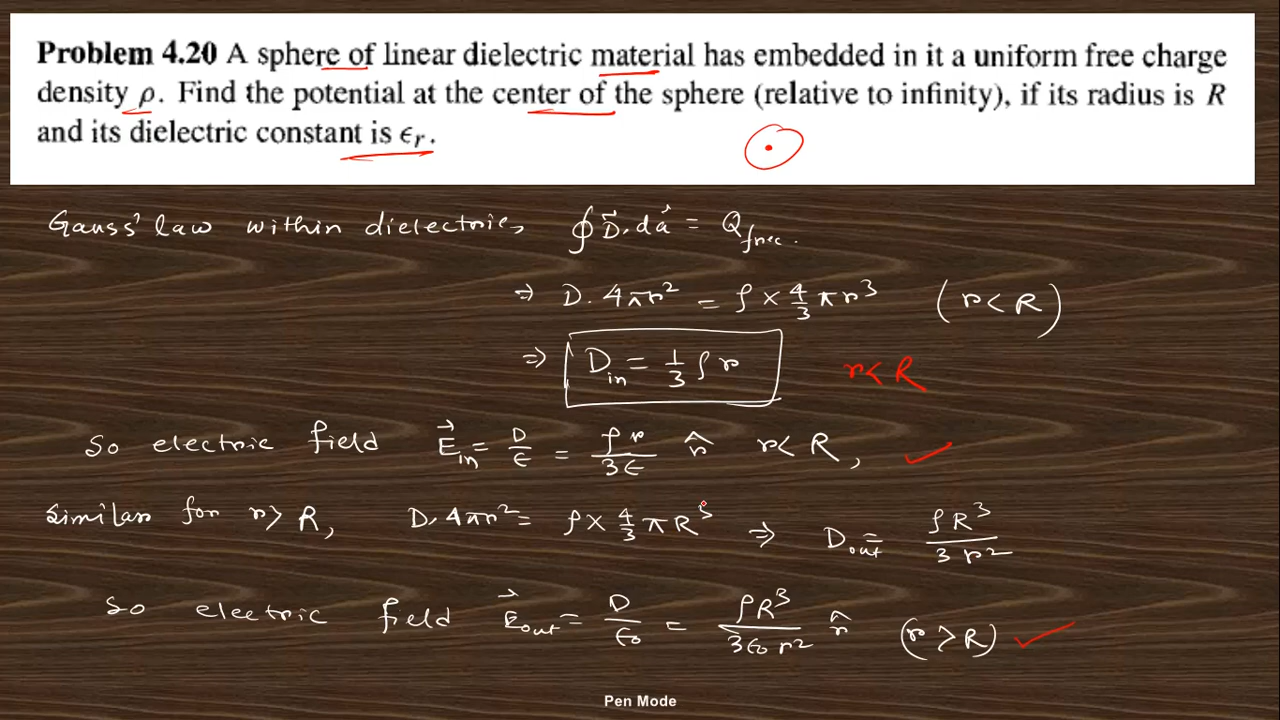 Problem 4.20 A sphere of linear dielectric material has embedded in it a uniform free charge
density ρ. Find the potential at the center of the sphere (relative to infinity), if its radius is R
and its dielectric constant is ϵr.
Gauss' law within dielectric, ∮ D⃗. da⃗ = Qfree.
⇒ D. 4πr² = ρ × 4/3 πr³ (r < R)
⇒ Din = 1/3 ρ r r < R
So electric field E⃗in = D/ϵ = ρr/3ϵ r̂ r < R,
Similar for r > R, D. 4πr² = ρ × 4/3 πR³ ⇒ Dout = ρR³/3r²
So electric field E⃗out = D/ϵ0 = ρR³/3ϵ0 r² r̂ (r > R)
Pen Mode